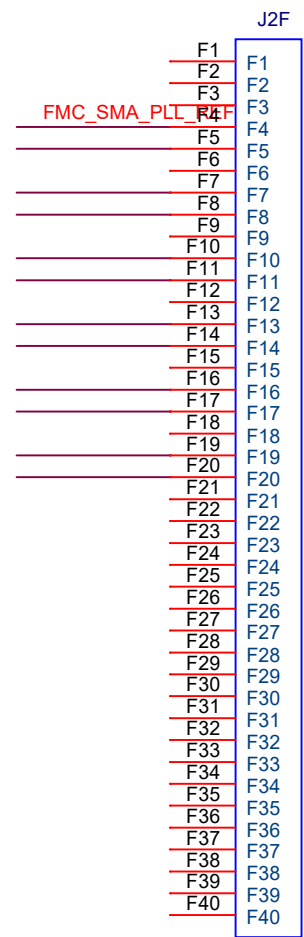 J2F
F1 F1
F2 F2
F3 F3
FMC_SMA_PLL_REF
F4 F4
F5 F5
F6 F6
F7 F7
F8 F8
F9 F9
F10 F10
F11 F11
F12 F12
F13 F13
F14 F14
F15 F15
F16 F16
F17 F17
F18 F18
F19 F19
F20 F20
F21 F21
F22 F22
F23 F23
F24 F24
F25 F25
F26 F26
F27 F27
F28 F28
F29 F29
F30 F30
F31 F31
F32 F32
F33 F33
F34 F34
F35 F35
F36 F36
F37 F37
F38 F38
F39 F39
F40 F40